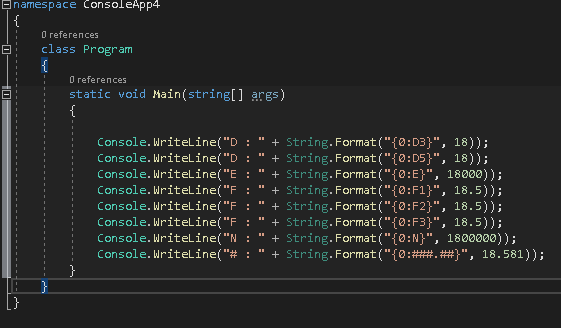 namespace ConsoleApp4
{
0 references
class Program
{
0 references
static void Main(string[] args)
{
Console.WriteLine("D : " + String.Format("{0:D3}", 18));
Console.WriteLine("D : " + String.Format("{0:D5}", 18));
Console.WriteLine("E : " + String.Format("{0:E}", 18000));
Console.WriteLine("F : " + String.Format("{0:F1}", 18.5));
Console.WriteLine("F : " + String.Format("{0:F2}", 18.5));
Console.WriteLine("F : " + String.Format("{0:F3}", 18.5));
Console.WriteLine("N : " + String.Format("{0:N}", 1800000));
Console.WriteLine("# : " + String.Format("{0:###.##}", 18.581));
}
}
}